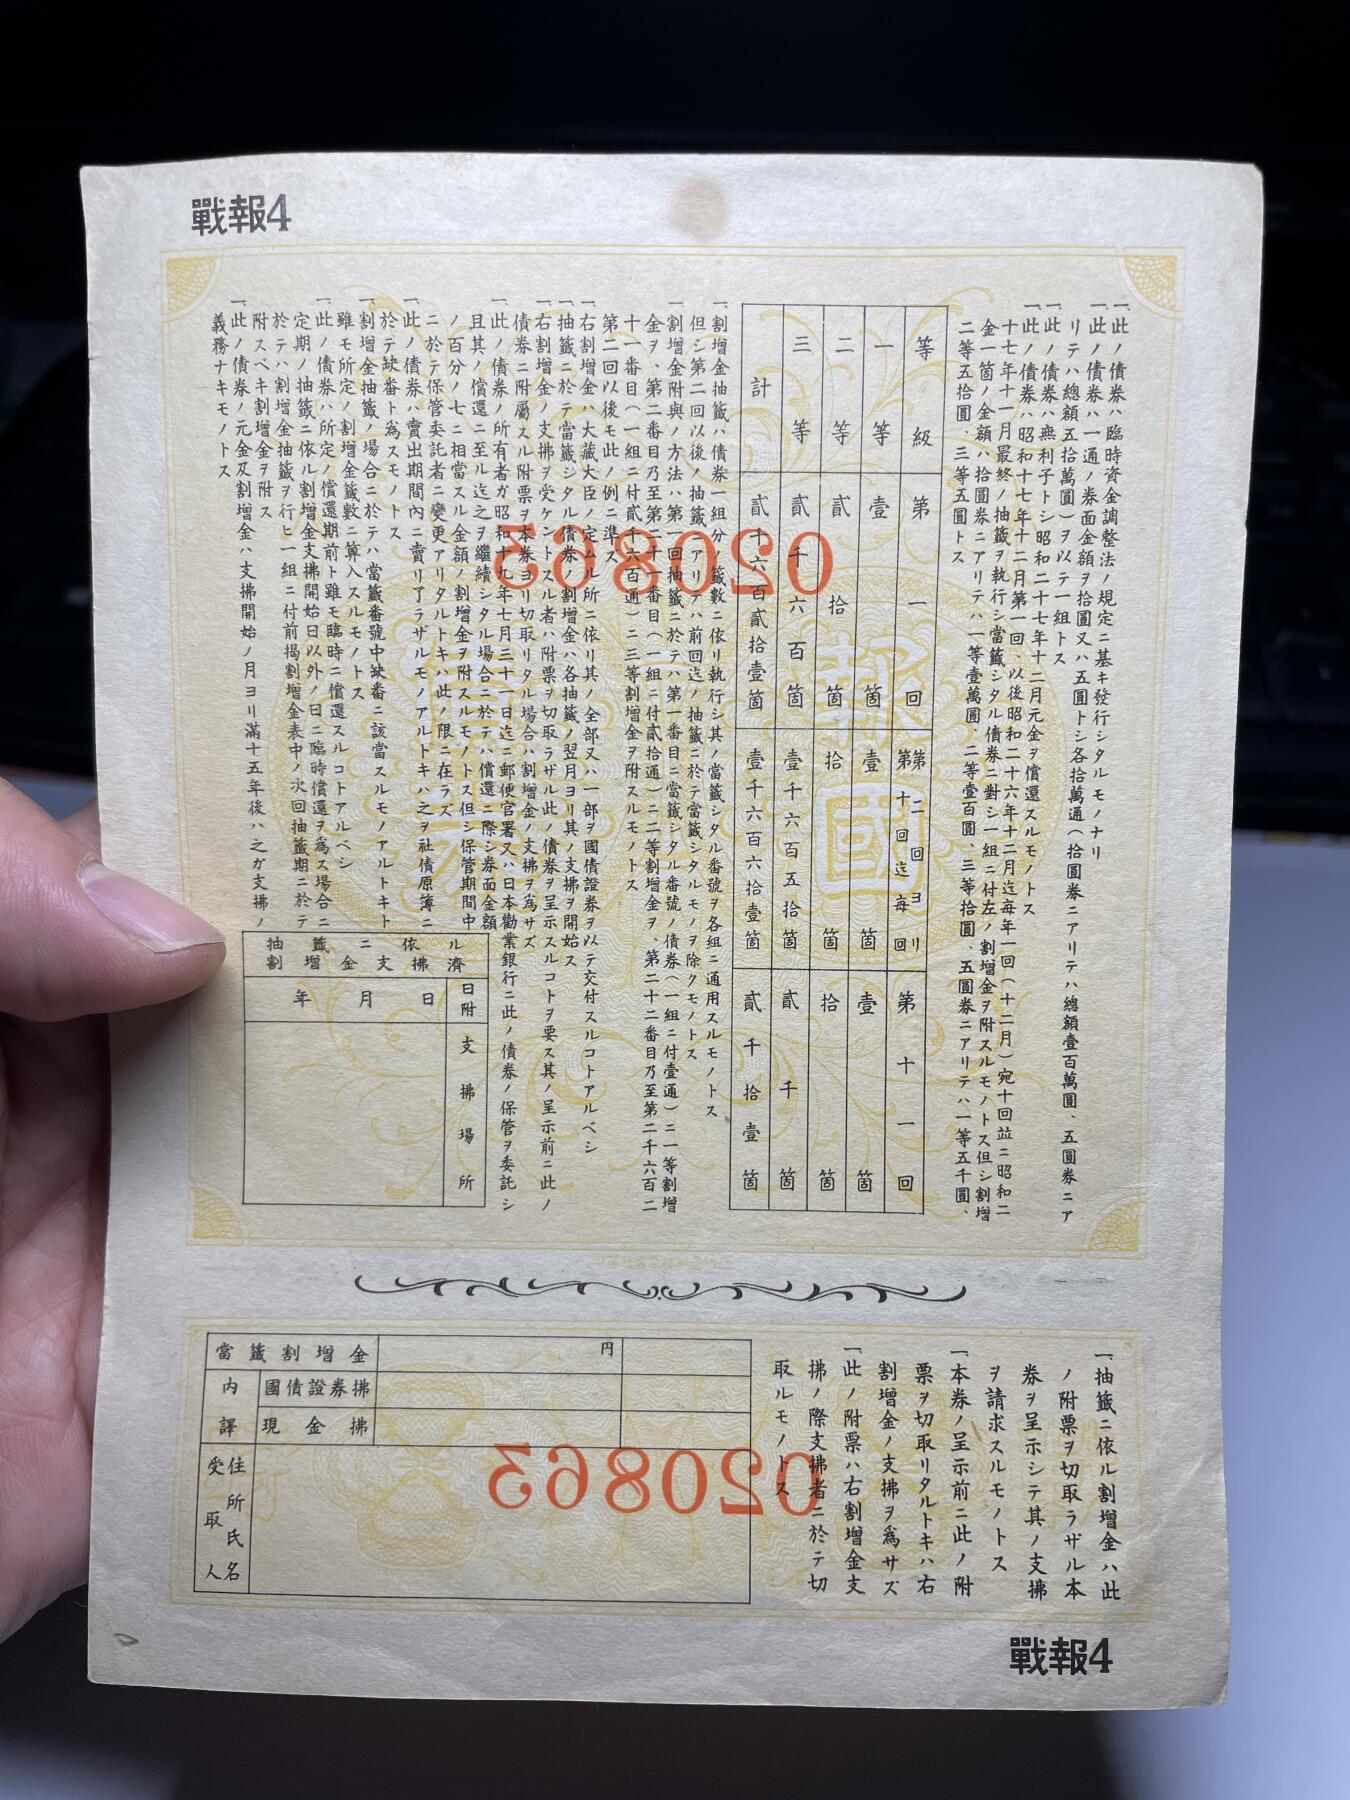 戰報4
一、此ノ債券ハ臨時資金調整法ノ規定ニ基キ發行シタルモノナリ
一、此ノ債券ハ一通ノ券面金額ヲ拾圓又ハ五圓トシ各拾萬通(拾圓券ニアリテハ總額壹百萬圓、五圓券ニア
リテハ總額五拾萬圓)ヲ以テ一組トス
一、此ノ債券ハ無利子トシ昭和二十七年十二月元金ヲ償還スルモノトス
一、此ノ債券ハ昭和十七年十二月第一回、以後昭和二十六年十二月迄毎年一回(十二月)宛十回竝ニ昭和二
十七年十一月最終ノ抽籤ヲ執行シ當籤シタル債券ニ對シ一組ニ付左ノ割增金ヲ附スルモノトス但シ割增
金一箇ノ金額ハ拾圓券ニアリテハ一等壹萬圓、二等壹百圓、三等拾圓、五圓券ニアリテハ一等五千圓、
二等五拾圓、三等五圓トス
等級 第一回 第二回ヨリ第十回迄毎回 第十一回
一等 壹箇 壹箇 壹箇
二等 貳拾箇 拾箇 拾箇
三等 貳千六百箇 壹千六百五拾箇 貳千箇
計 貳千六百貳拾壹箇 壹千六百六拾壹箇 貳千拾壹箇
一、割增金抽籤ハ債券一組分ノ籤數ニ依リ執行シ其ノ當籤シタル番號ヲ各組ニ通用スルモノトス
但シ第二回以後ノ抽籤ニアリテハ前回迄ノ抽籤ニ於テ當籤シタルモノヲ除クモノトス
一、割增金附與ノ方法ハ第一回抽籤ニ於テハ第一番目ニ當籤シタル番號ノ債券(一組ニ付壹通)ニ一等割增
金ヲ、第二番目乃至第二十一番目(一組ニ付貳拾通)ニ二等割增金ヲ、第二十二番目乃至第二千六百二
十一番目(一組ニ付貳千六百通)ニ三等割增金ヲ附スルモノトス
第二回以後モ此ノ例ニ準ス
一、右割增金ハ大藏大臣ノ定ムル所ニ依リ其ノ全部又ハ一部ヲ國債證券ヲ以テ交付スルコトアルベシ
一、抽籤ニ於テ當籤シタル債券ノ割增金ハ各抽籤ノ翌月ヨリ其ノ支拂ヲ開始ス
一、右割增金ノ支拂ヲ受ケントスル者ハ附票ヲ切取ラザル此ノ債券ヲ呈示スルコトヲ要ス其ノ呈示前ニ此ノ
債券ニ附屬スル附票ヲ本券ヨリ切取リタル場合ハ割增金ノ支拂ヲ爲サズ
一、此ノ債券ノ所有者ガ昭和十九年七月三十一日迄ニ郵便官署又ハ日本勸業銀行ニ此ノ債券ノ保管ヲ委託シ
且其ノ償還ニ至ル迄之ヲ繼續シタル場合ニ於テハ償還ニ際シ券面金額
ノ百分ノ七ニ相當スル金額ノ割增金ヲ附スルモノトス但シ保管期間中
ニ於テ保管委託者ニ變更アリタルトキハ此ノ限ニ在ラズ
一、此ノ債券ハ賣出期間內ニ賣リ了ラザルモノアルトキハ之ヲ社債原簿ニ
於テ缺番ト爲スモノトス
一、割增金抽籤ノ場合ニ於テハ當籤番號中缺番ニ該當スルモノアルトキト
雖モ所定ノ割增金籤數ニ算入スルモノトス
一、此ノ債券ハ所定ノ償還期前ト雖モ臨時ニ償還スルコトアルベシ
定期ノ抽籤ニ依ル割增金支拂開始日以外ノ日ニ臨時償還ヲ爲ス場合ニ
於テハ割增金抽籤ヲ行ヒ一組ニ付前揭割增金表中ノ次回抽籤期ニ於テ
附スベキ割增金ヲ附ス
一、此ノ債券ノ元金及割增金ハ支拂開始ノ月ヨリ滿十五年後ハ之ガ支拂ノ
義務ナキモノトス
抽籤ニ依ル
割增金支拂濟
日附 年 月 日
支拂場所
報國
020863
一、抽籤ニ依ル割增金ハ此
ノ附票ヲ切取ラザル本
券ヲ呈示シテ其ノ支拂
ヲ請求スルモノトス
一、本券ノ呈示前ニ此ノ附
票ヲ切取リタルトキハ右
割增金ノ支拂ヲ爲サズ
一、此ノ附票ハ右割增金支
拂ノ際支拂者ニ於テ切
取ルモノトス
當籤割增金 円
內譯 國債證券拂
現金拂
受取人 住所氏名
020863
戰報4